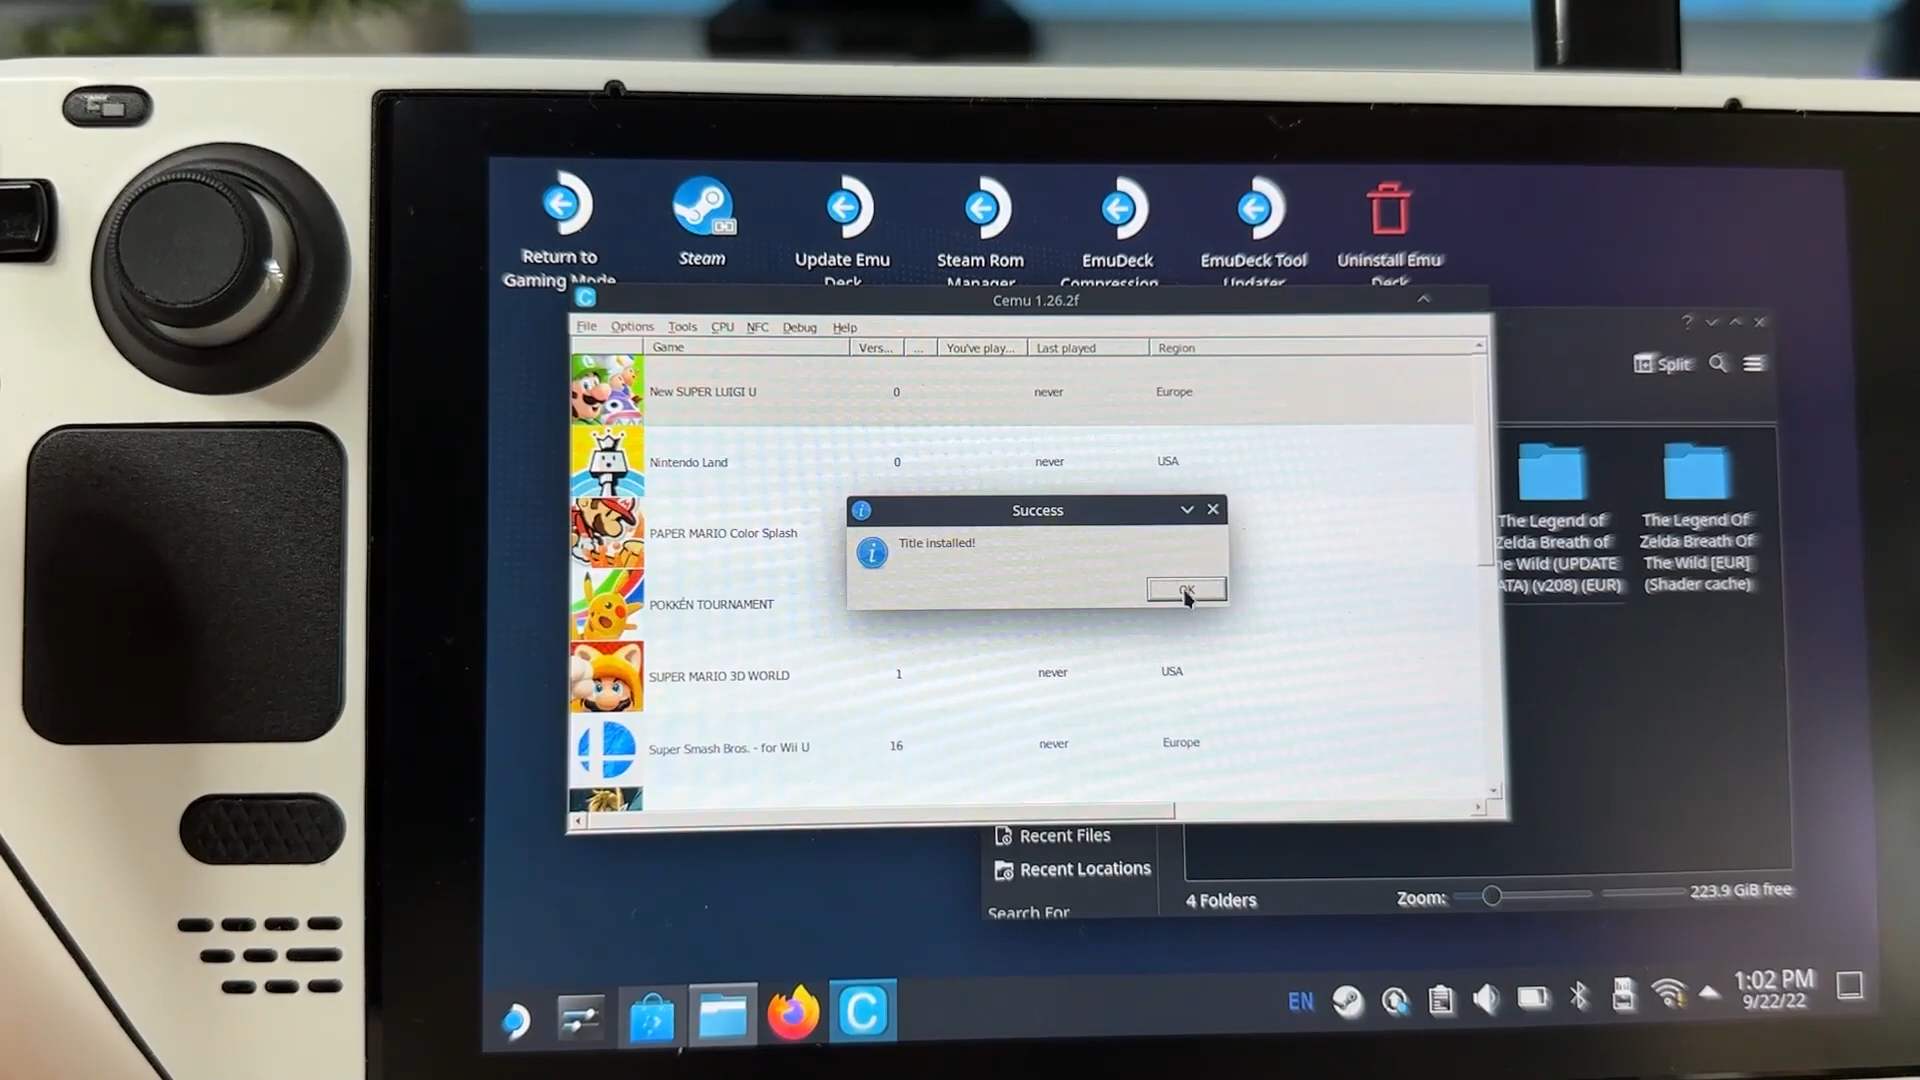 Return to
Gaming Mode
Steam
Update Emu
Deck
Steam Rom
Manager
EmuDeck
Compression
EmuDeck Tool
Updater
Uninstall Emu
Deck
Cemu 1.26.2f
File Options Tools CPU NFC Debug Help
Game Vers... ... You've play... Last played Region
New SUPER LUIGI U 0 never Europe
Nintendo Land 0 never USA
PAPER MARIO Color Splash
POKKÉN TOURNAMENT
SUPER MARIO 3D WORLD 1 never USA
Super Smash Bros. - for Wii U 16 never Europe
Success
Title installed!
OK
Split
The Legend of
Zelda Breath of
he Wild (UPDATE
ATA) (v208) (EUR)
The Legend Of
Zelda Breath Of
The Wild [EUR]
(Shader cache)
Recent Files
Recent Locations
Search For
4 Folders
Zoom:
223.9 GiB free
EN
1:02 PM
9/22/22